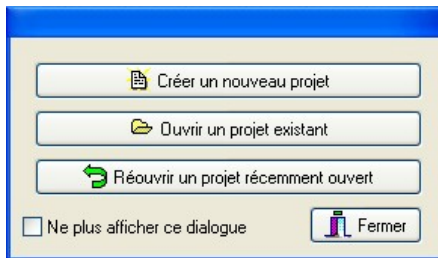 Créer un nouveau projet
Ouvrir un projet existant
Réouvrir un projet récemment ouvert
Ne plus afficher ce dialogue
Fermer